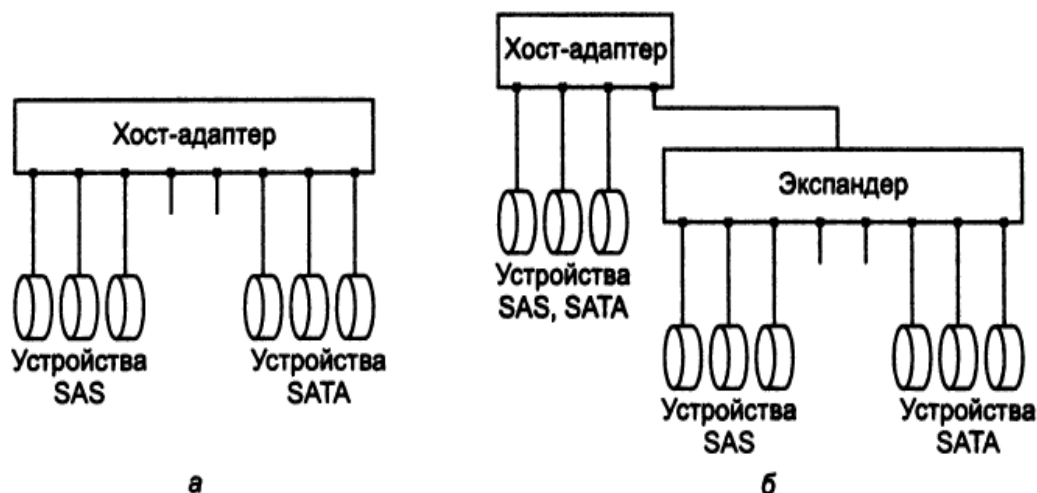 Хост-адаптер
Устройства
SAS
Устройства
SATA
а
Хост-адаптер
Устройства
SAS, SATA
Экспандер
Устройства
SAS
Устройства
SATA
б